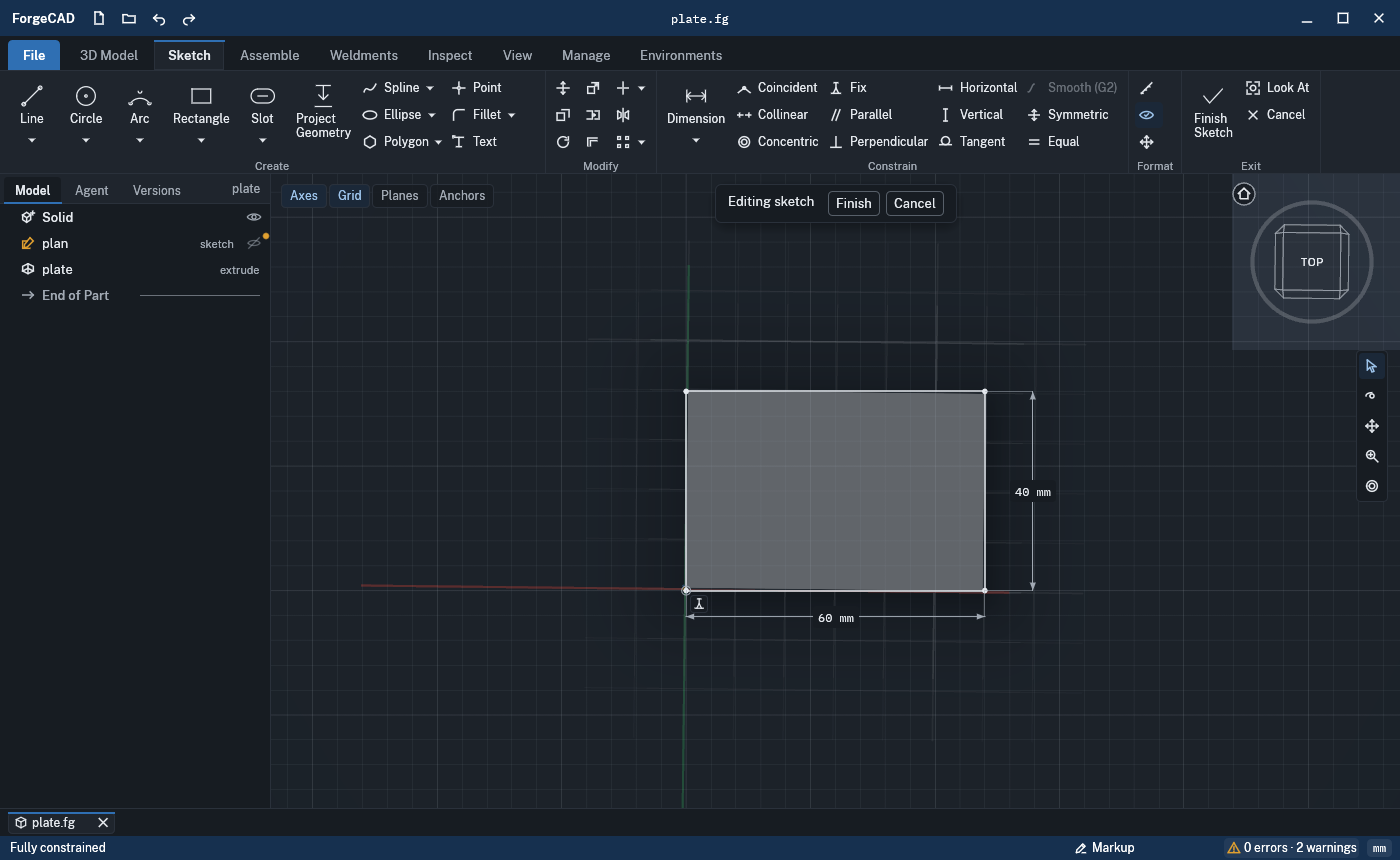 ForgeCAD
plate.fg
File 3D Model Sketch Assemble Weldments Inspect View Manage Environments
Line Circle Arc Rectangle Slot Project Geometry
Spline Point
Ellipse Fillet
Polygon Text
Create
Modify
Dimension
Coincident Fix Horizontal Smooth (G2)
Collinear Parallel Vertical Symmetric
Concentric Perpendicular Tangent Equal
Constrain
Format
Finish Sketch
Look At
Cancel
Exit
Model Agent Versions plate
Solid
plan sketch
plate extrude
End of Part
Axes Grid Planes Anchors
Editing sketch Finish Cancel
TOP
40 mm
60 mm
plate.fg
Fully constrained
Markup
0 errors · 2 warnings
mm